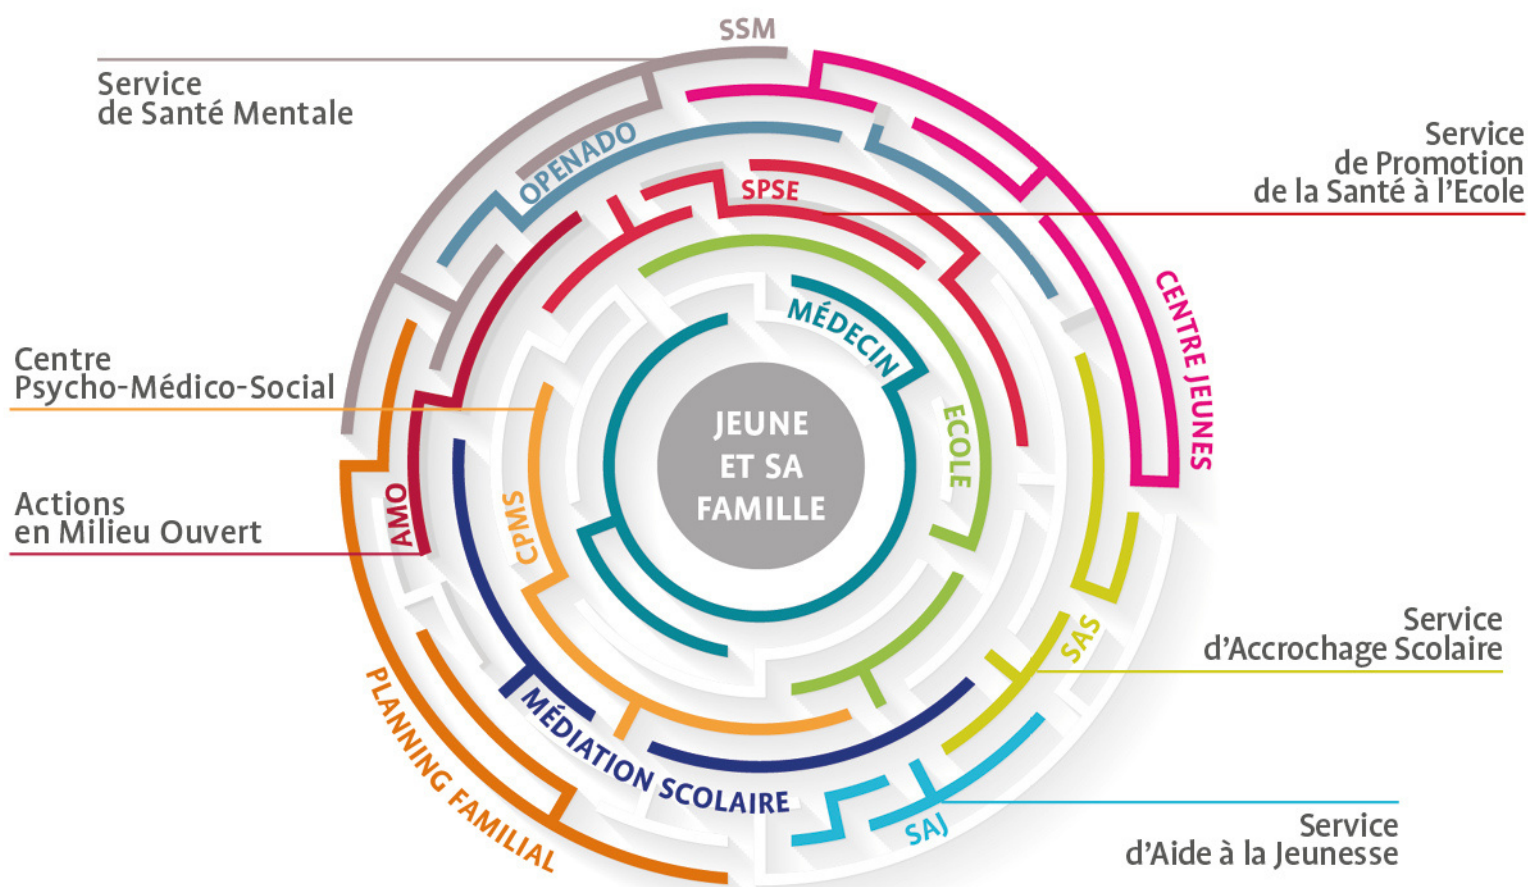 SSM
Service
de Santé Mentale
OPENADO
Service
de Promotion
de la Santé à l'Ecole
SPSE
MÉDECIN
CENTRE JEUNES
Centre
Psycho-Médico-Social
JEUNE
ET SA
FAMILLE
ECOLE
AMO
CPMS
Actions
en Milieu Ouvert
SAS
Service
d'Accrochage Scolaire
PLANNING FAMILIAL
MÉDIATION SCOLAIRE
SAJ
Service
d'Aide à la Jeunesse